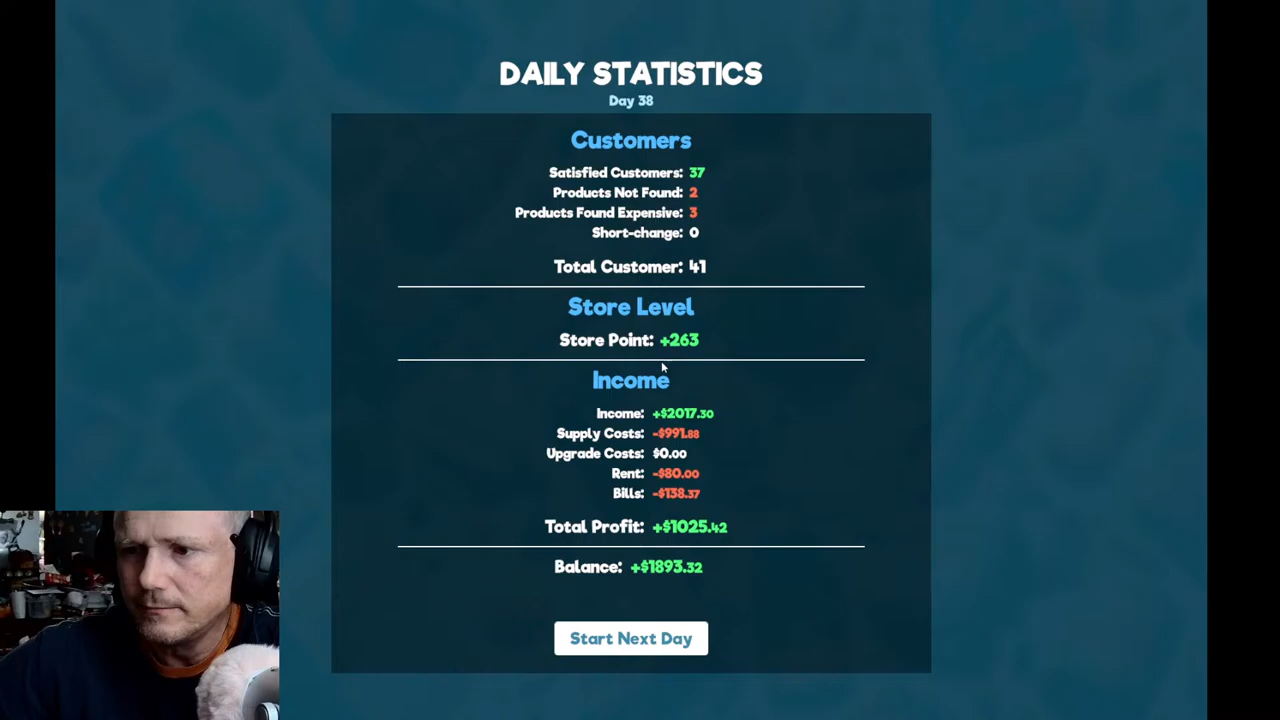 DAILY STATISTICS
Day 38
Customers
Satisfied Customers: 37
Products Not Found: 2
Products Found Expensive: 3
Short-change: 0
Total Customer: 41
Store Level
Store Point: +263
Income
Income: +$2017.30
Supply Costs: -$991.88
Upgrade Costs: $0.00
Rent: -$80.00
Bills: -$138.37
Total Profit: +$1025.42
Balance: +$1893.32
Start Next Day